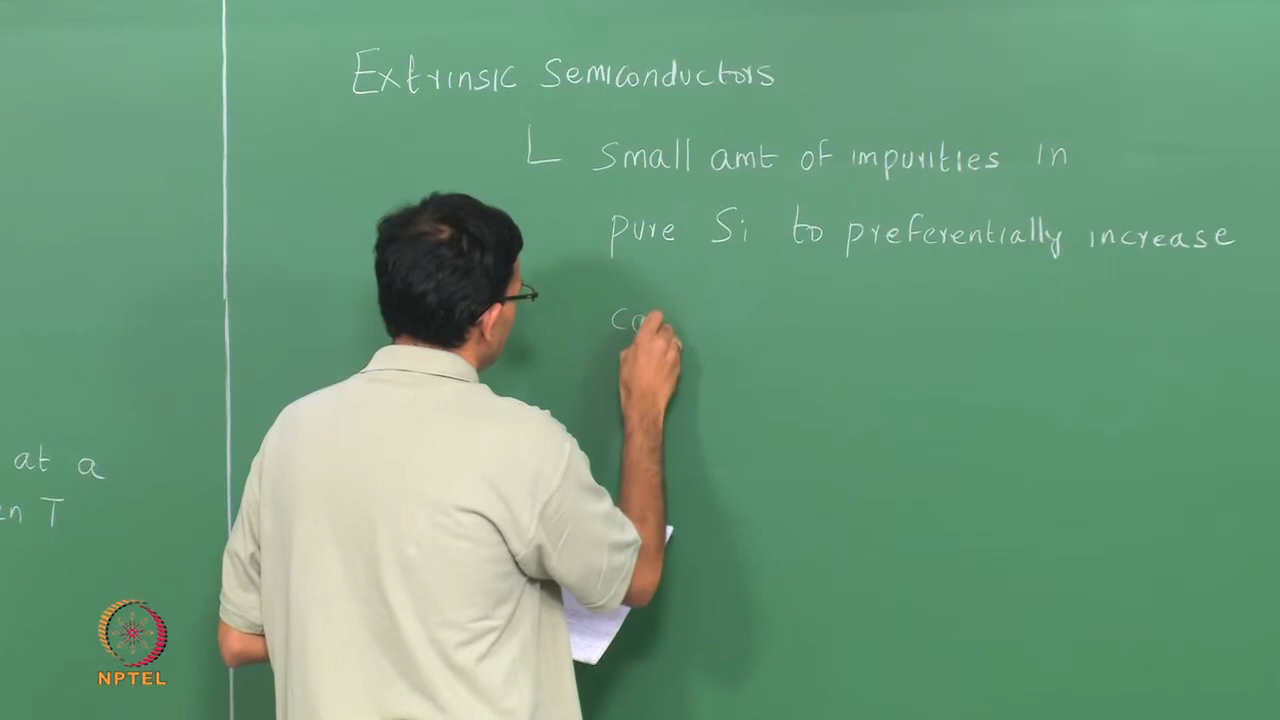 Extrinsic Semiconductors
small amt of impurities in
pure Si to preferentially increase
at a
T
NPTEL